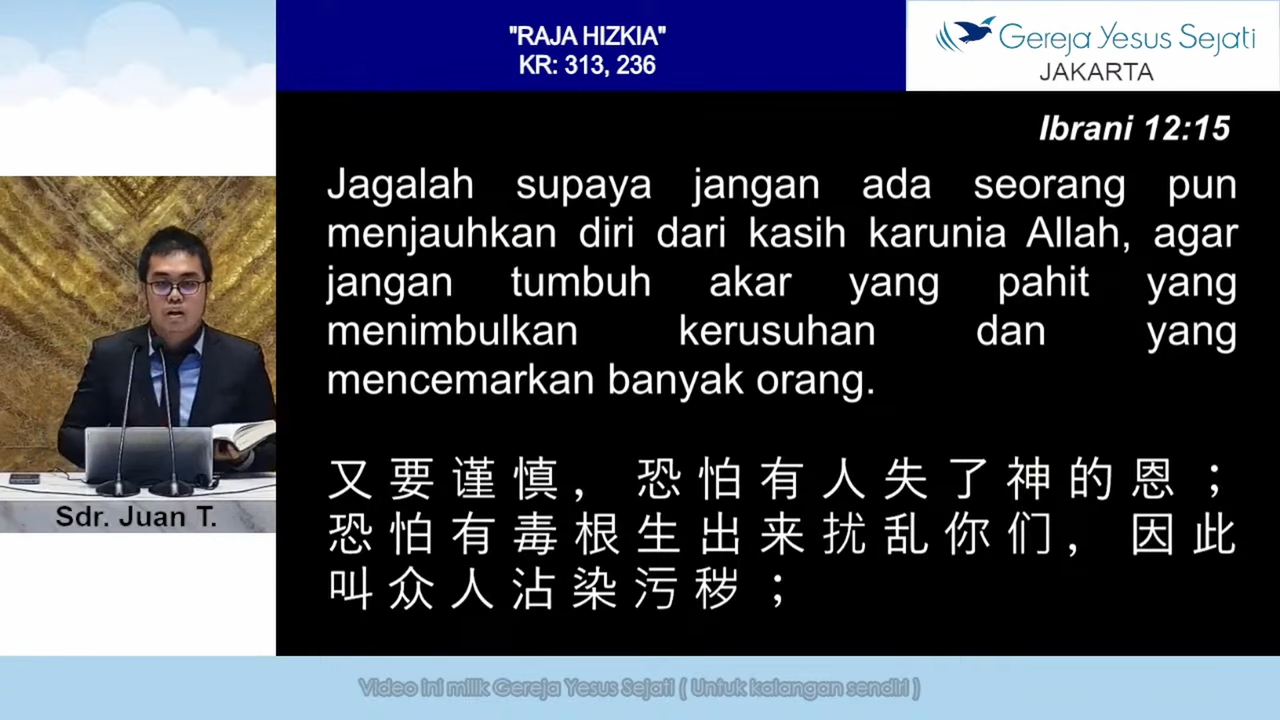 "RAJA HIZKIA"
KR: 313, 236
Gereja Yesus Sejati
JAKARTA
Ibrani 12:15
Jagalah supaya jangan ada seorang pun
menjauhkan diri dari kasih karunia Allah, agar
jangan tumbuh akar yang pahit yang
menimbulkan kerusuhan dan yang
mencemarkan banyak orang.
又要谨慎，恐怕有人失了神的恩；
恐怕有毒根生出来扰乱你们，因此
叫众人沾染污秽；
Sdr. Juan T.
Video ini milik Gereja Yesus Sejati ( Untuk kalangan sendiri )